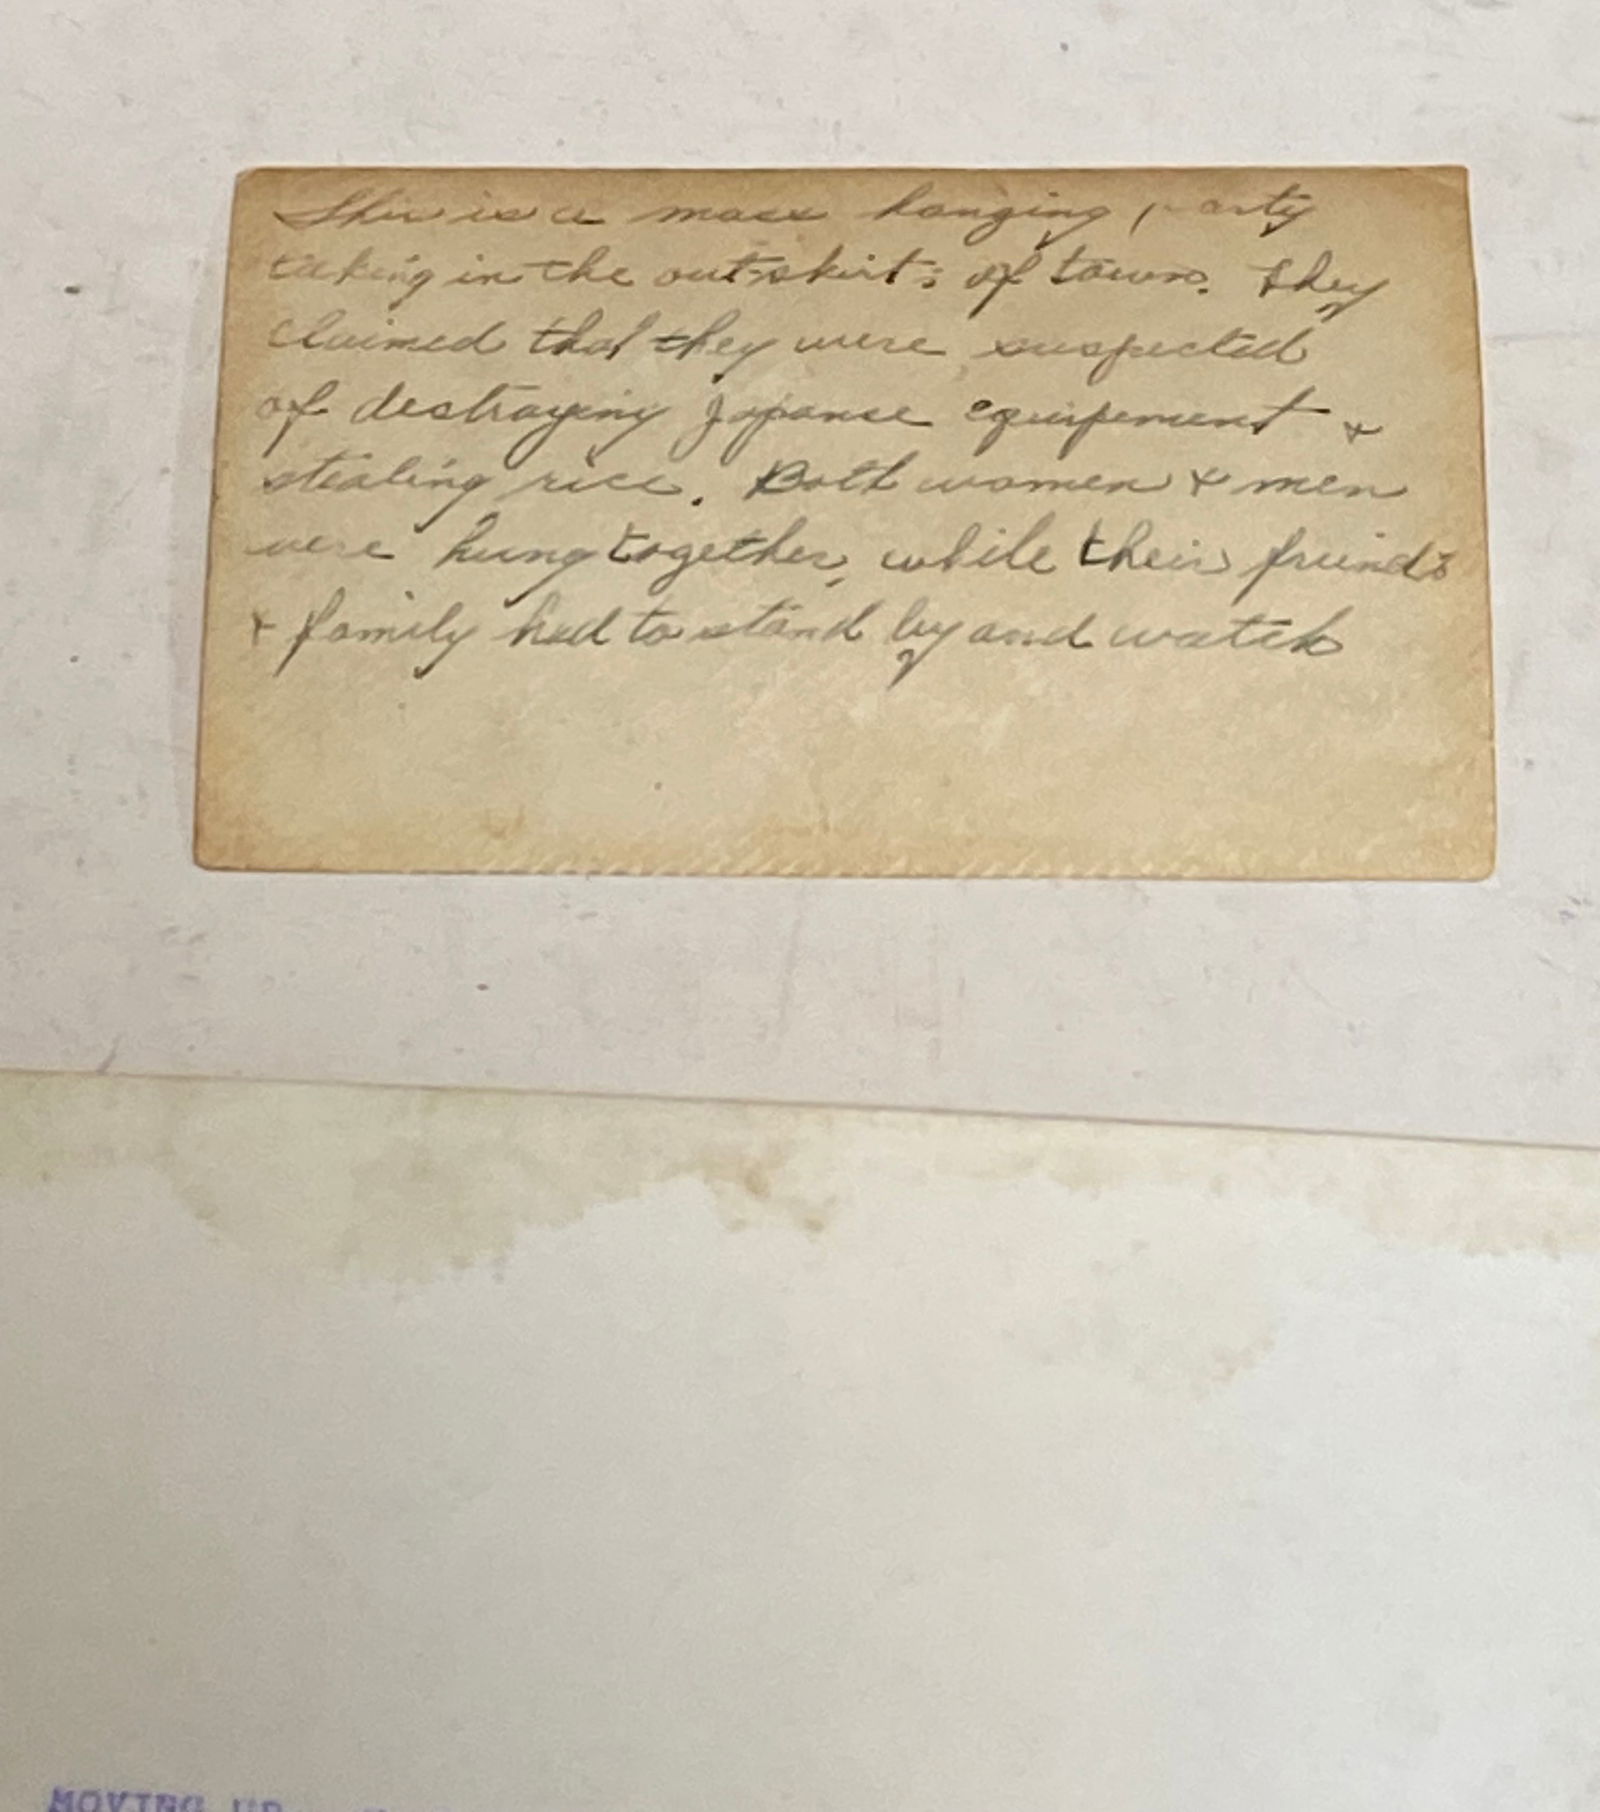 This is a mass hanging party
taking in the outskirts of town. they
claimed that they were suspected
of destroying Japanse equipement &
stealing rice. Both women & men
were hung together, while their friends
& family had to stand by and watch
MOVING UP